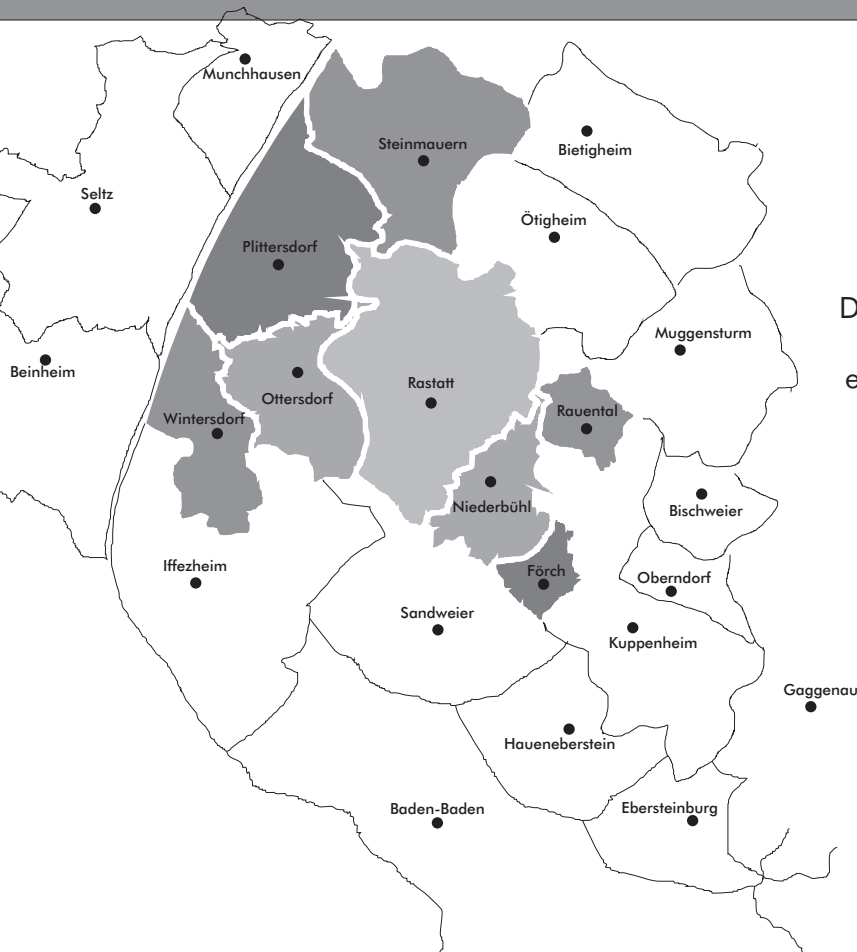 Munchhausen
Steinmauern
Bietigheim
Seltz
Ötigheim
Plittersdorf
D
Muggensturm
Beinheim
e
Rastatt
Ottersdorf
Rauental
Wintersdorf
Niederbühl
Bischweier
Iffezheim
Förch
Oberndorf
Sandweier
Kuppenheim
Gaggenau
Haueneberstein
Baden-Baden
Ebersteinburg